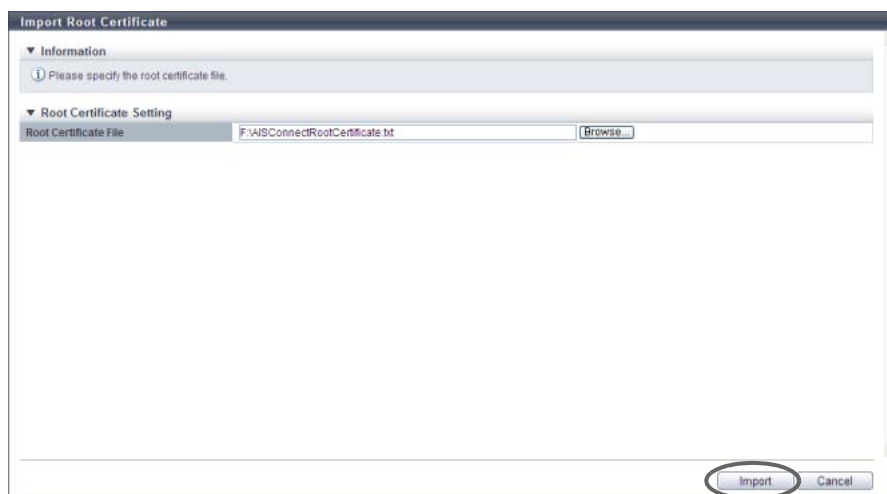 Import Root Certificate
▼ Information
Please specify the root certificate file.
▼ Root Certificate Setting
Root Certificate File F:\AISConnectRootCertificate.txt Browse...
Import Cancel